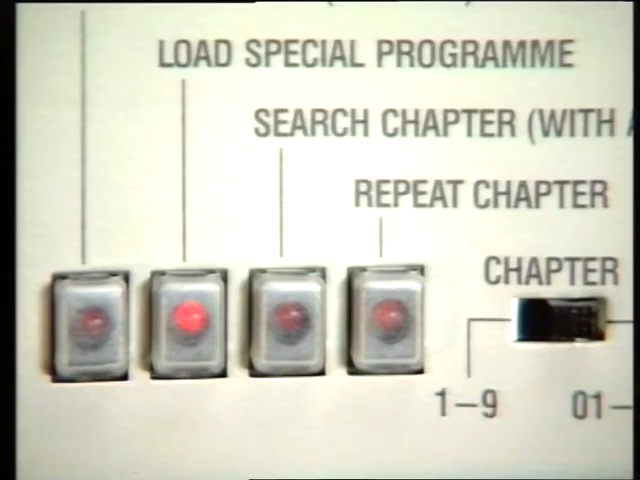 LOAD SPECIAL PROGRAMME
SEARCH CHAPTER (WITH
REPEAT CHAPTER
CHAPTER
1–9
01–